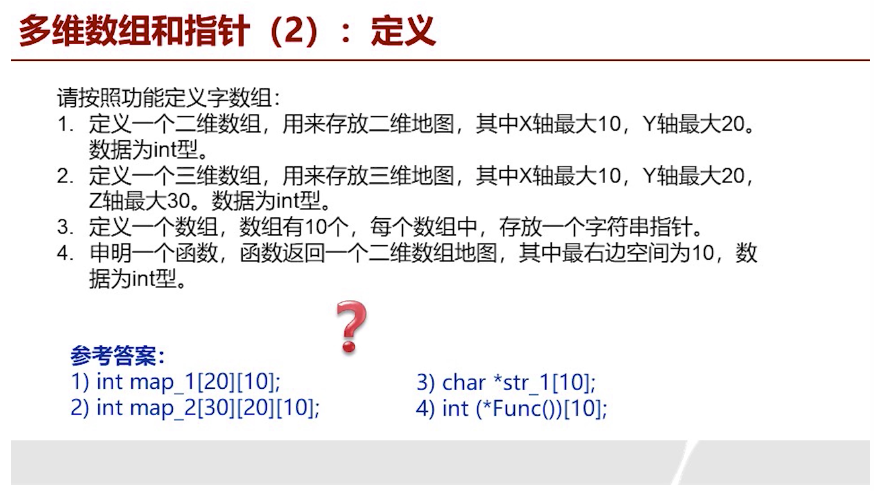 多维数组和指针（2）：定义
请按照功能定义字数组：
1. 定义一个二维数组，用来存放二维地图，其中X轴最大10，Y轴最大20。
数据为int型。
2. 定义一个三维数组，用来存放三维地图，其中X轴最大10，Y轴最大20，
Z轴最大30。数据为int型。
3. 定义一个数组，数组有10个，每个数组中，存放一个字符串指针。
4. 申明一个函数，函数返回一个二维数组地图，其中最右边空间为10，数
据为int型。
?
参考答案：
1) int map_1[20][10];
2) int map_2[30][20][10];
3) char *str_1[10];
4) int (*Func())[10];